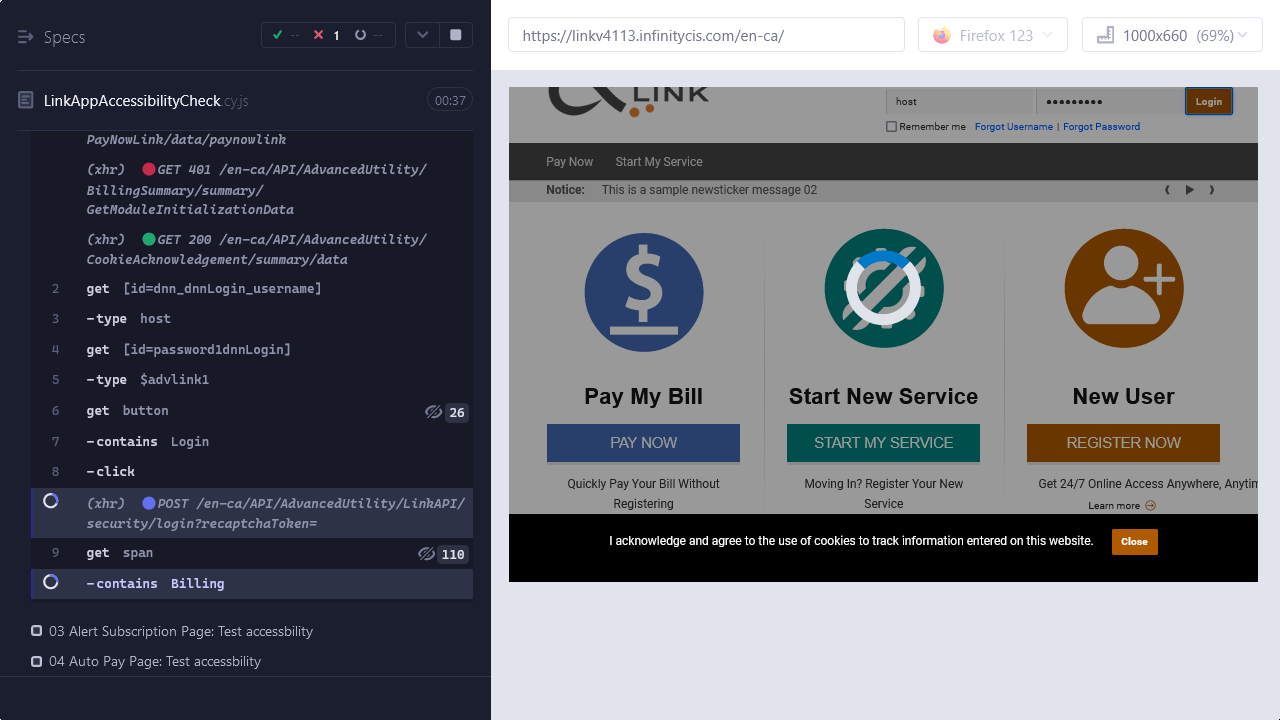 Specs
--
1
--
https://linkv4113.infinitycis.com/en-ca/
Firefox 123
1000x660 (69%)
LinkAppAccessibilityCheck.cy.js
00:37
PayNowLink/data/paynowlink
(xhr) GET 401 /en-ca/API/AdvancedUtility/
BillingSummary/summary/
GetModuleInitializationData
(xhr) GET 200 /en-ca/API/AdvancedUtility/
CookieAcknowledgement/summary/data
2 get [id=dnn_dnnLogin_username]
3 -type host
4 get [id=password1dnnLogin]
5 -type $advlink1
6 get button 26
7 -contains Login
8 -click
(xhr) POST /en-ca/API/AdvancedUtility/LinkAPI/
security/login?recaptchaToken=
9 get span 110
-contains Billing
03 Alert Subscription Page: Test accessbility
04 Auto Pay Page: Test accessbility
LINK
host
•••••••••
Login
Remember me Forgot Username | Forgot Password
Pay Now Start My Service
Notice: This is a sample newsticker message 02
Pay My Bill
PAY NOW
Quickly Pay Your Bill Without
Registering
Start New Service
START MY SERVICE
Moving In? Register Your New
Service
New User
REGISTER NOW
Get 24/7 Online Access Anywhere, Anytim
Learn more
I acknowledge and agree to the use of cookies to track information entered on this website.
Close